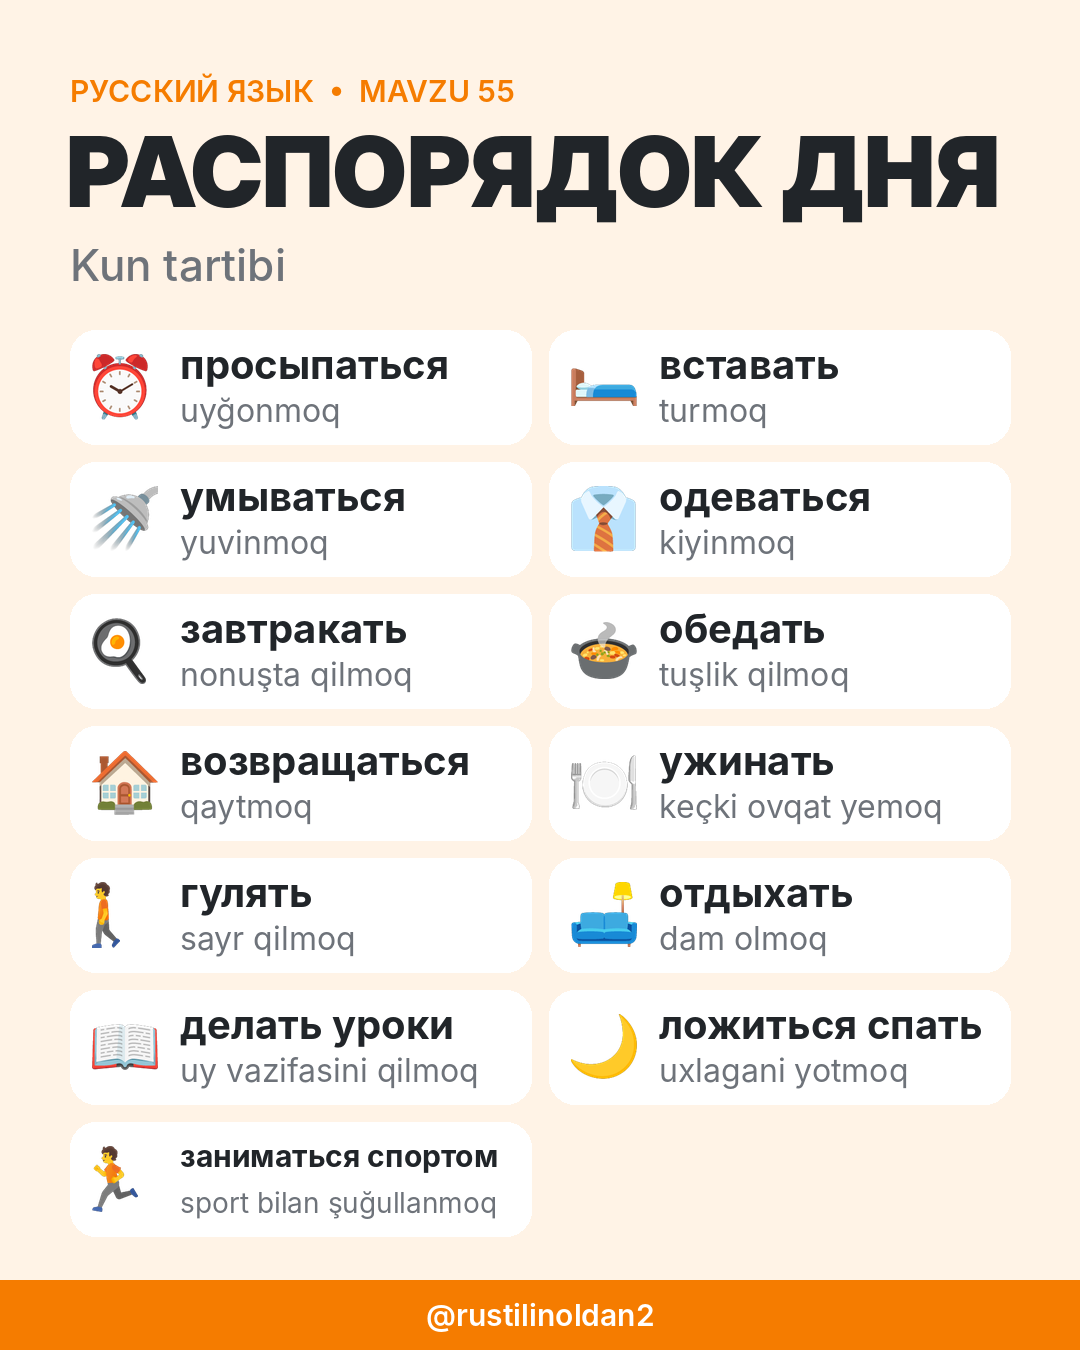 РУССКИЙ ЯЗЫК • MAVZU 55
РАСПОРЯДОК ДНЯ
Kun tartibi
просыпаться
uyğonmoq
вставать
turmoq
умываться
yuvinmoq
одеваться
kiyinmoq
завтракать
nonuşta qilmoq
обедать
tuşlik qilmoq
возвращаться
qaytmoq
ужинать
keçki ovqat yemoq
гулять
sayr qilmoq
отдыхать
dam olmoq
делать уроки
uy vazifasini qilmoq
ложиться спать
uxlagani yotmoq
заниматься спортом
sport bilan şuğullanmoq
@rustilinoldan2